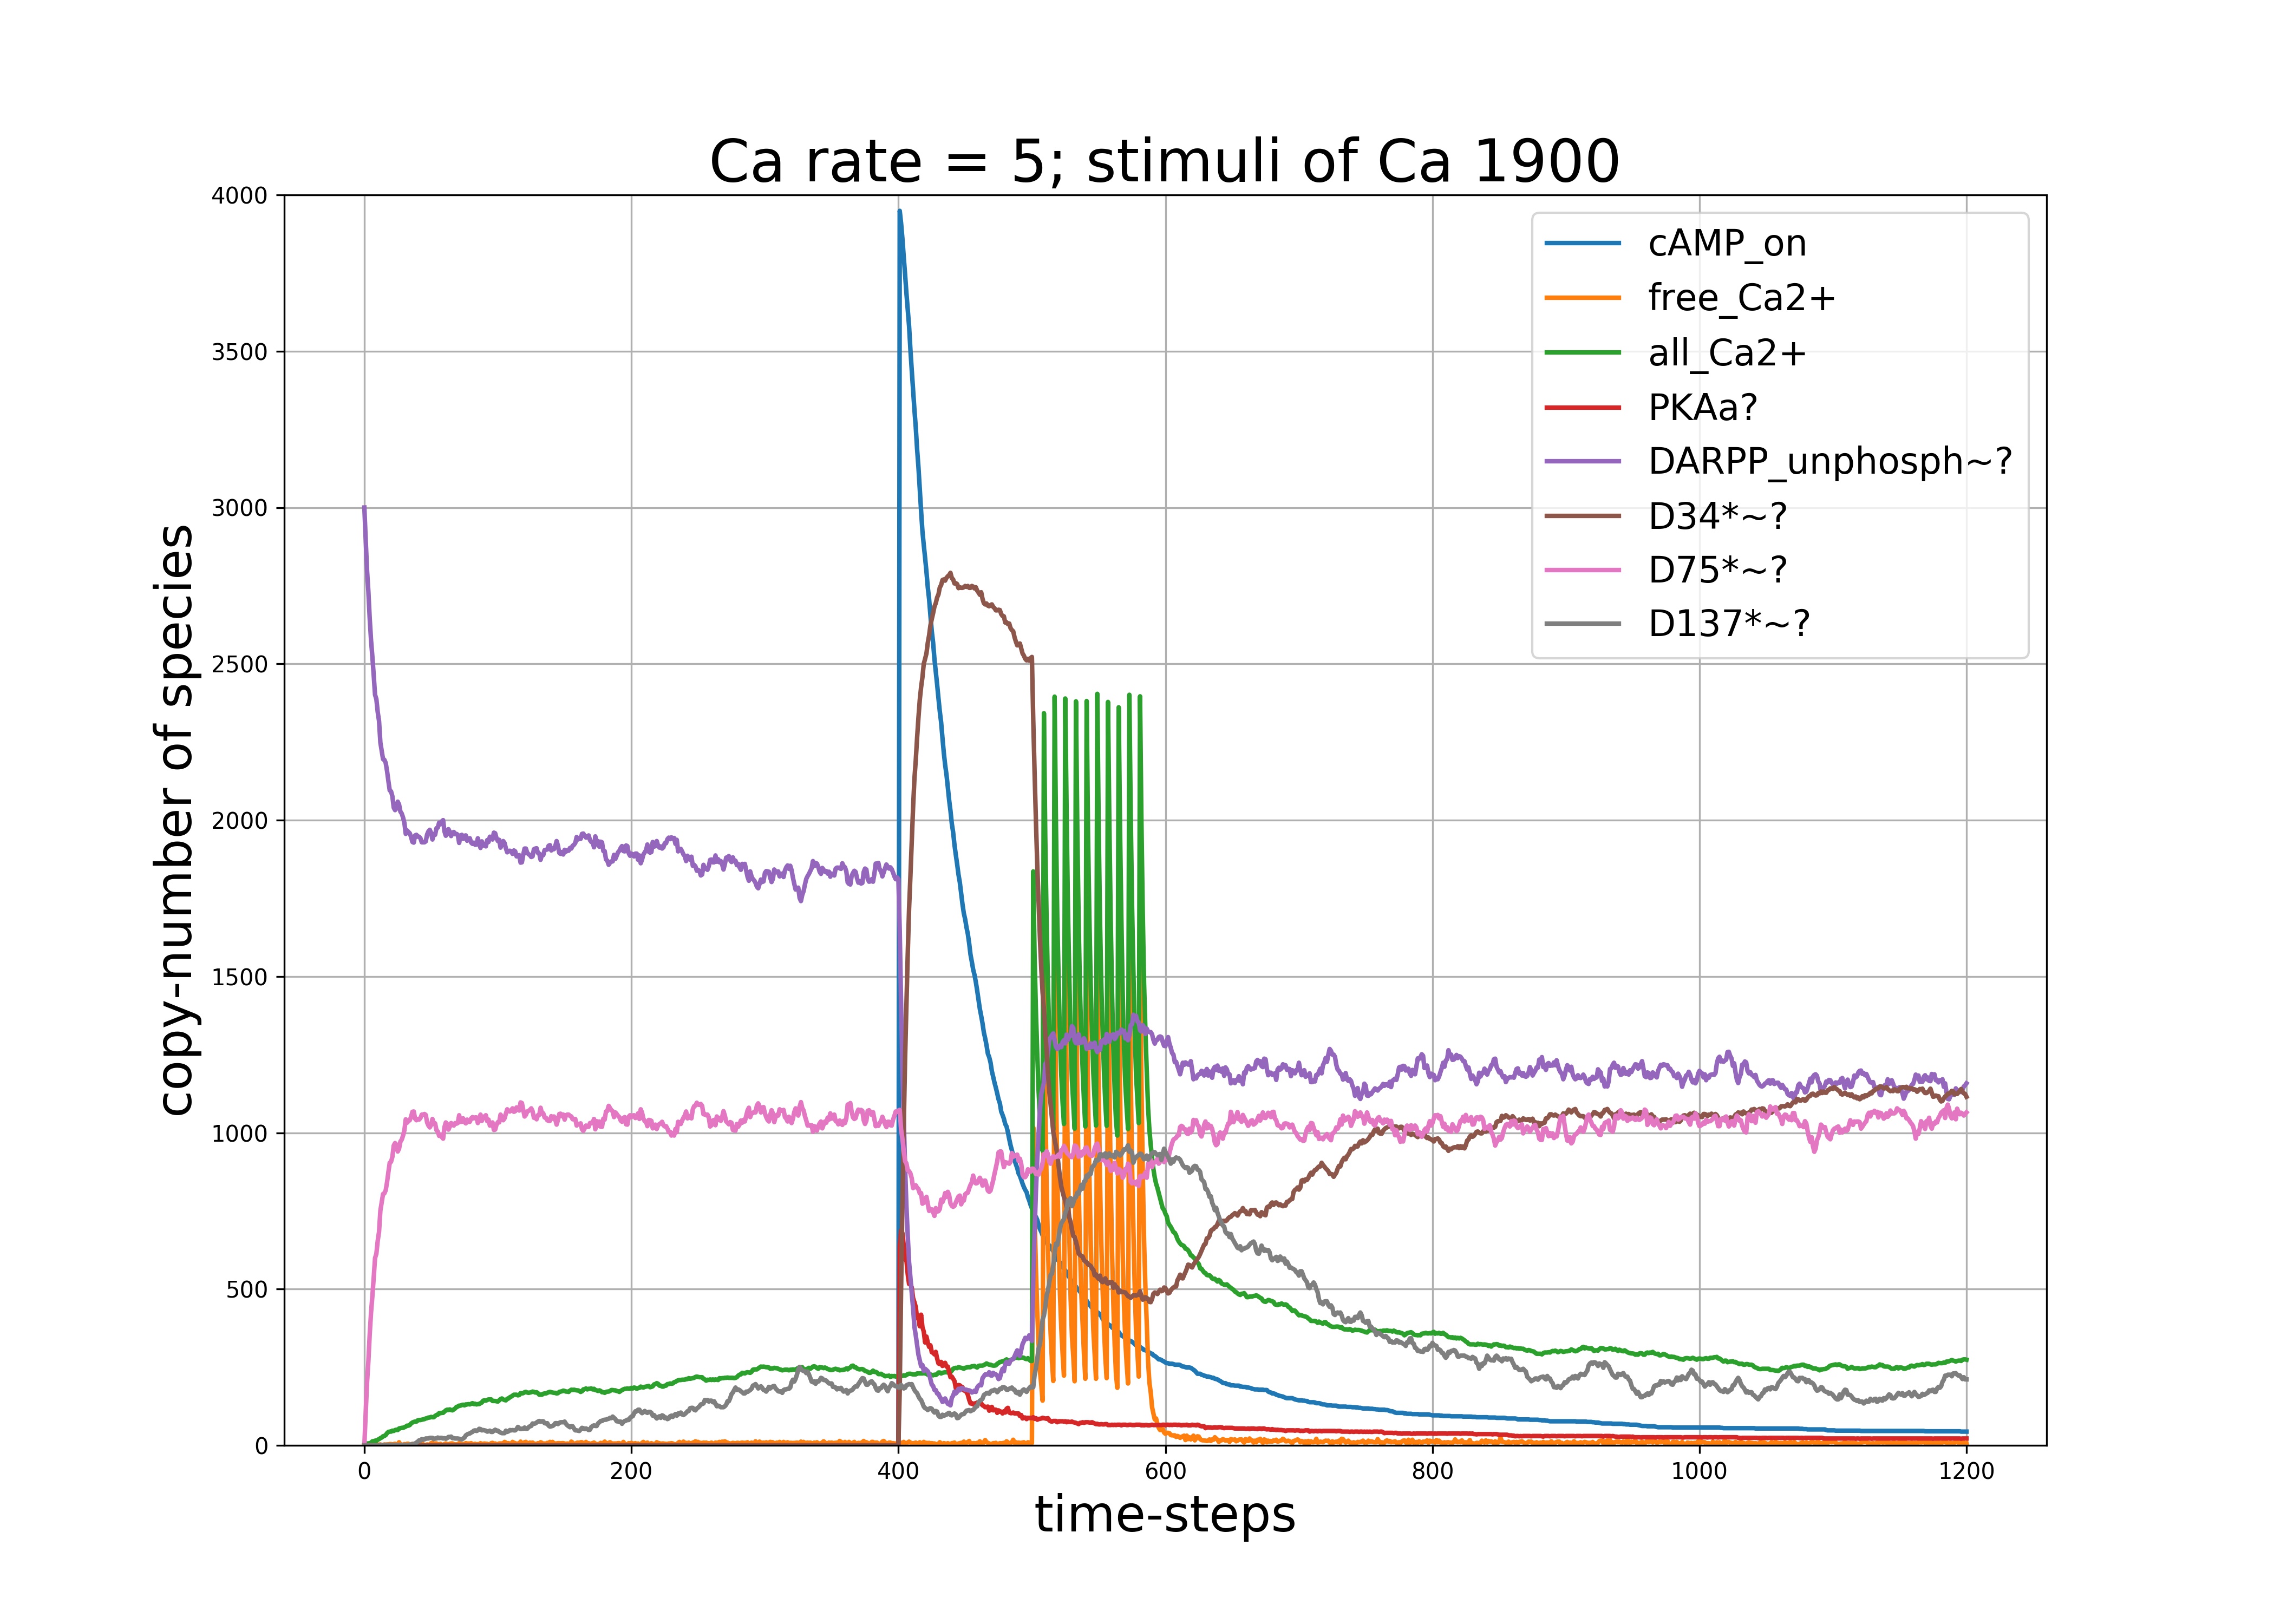 Ca rate = 5; stimuli of Ca 1900
copy-number of species
4000
3500
3000
2500
2000
1500
1000
500
0
cAMP_on
free_Ca2+
all_Ca2+
PKAa?
DARPP_unphosph~?
D34*~?
D75*~?
D137*~?
0 200 400 600 800 1000 1200
time-steps